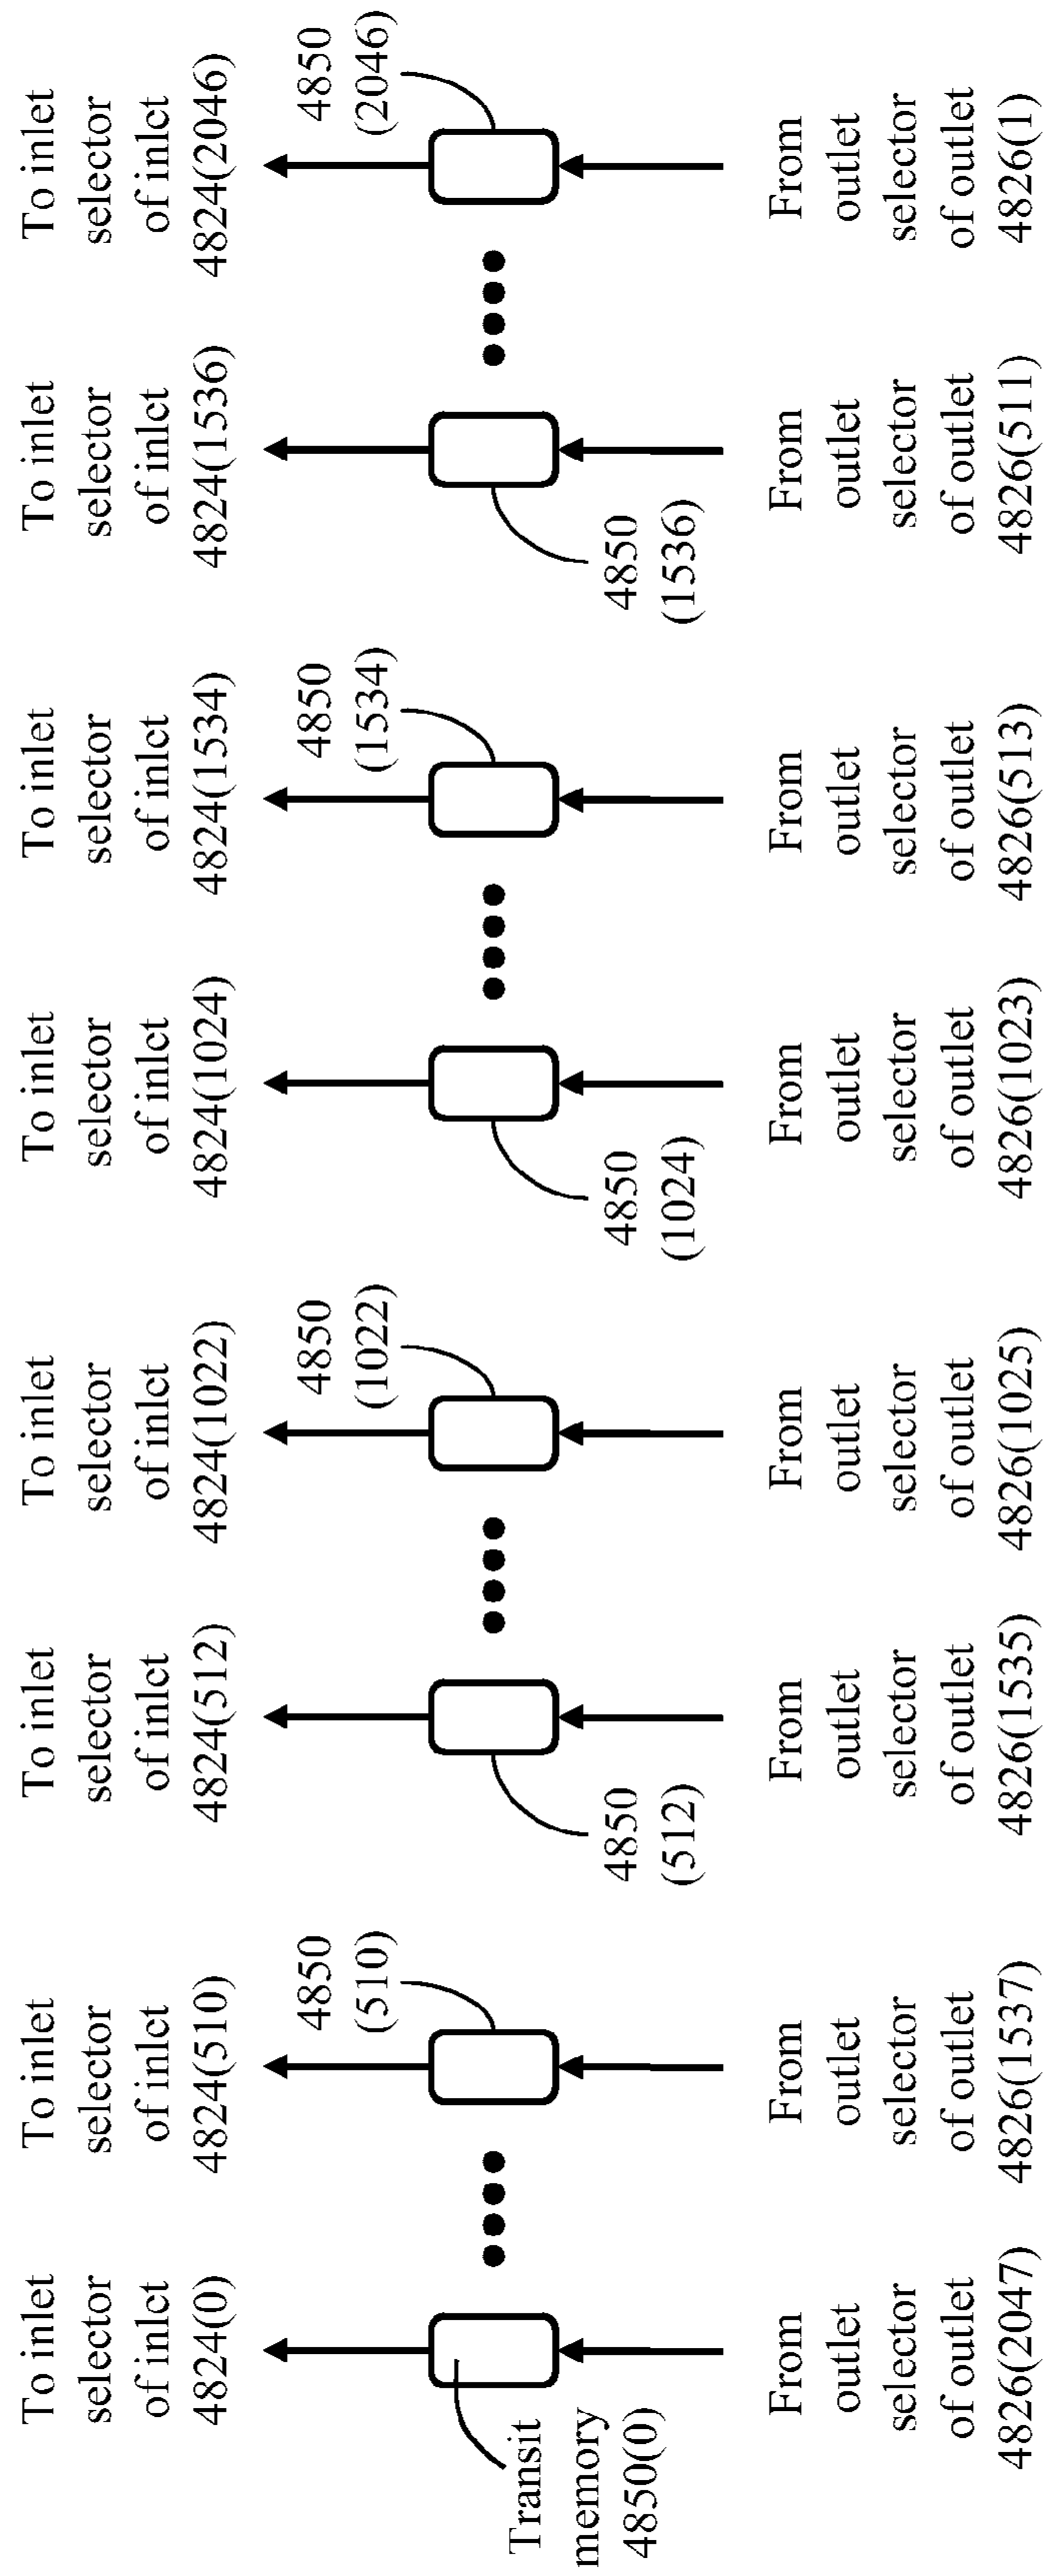 To inlet
selector
of inlet
4824(0)
To inlet
selector
of inlet
4824(510)
To inlet
selector
of inlet
4824(512)
To inlet
selector
of inlet
4824(1022)
To inlet
selector
of inlet
4824(1024)
To inlet
selector
of inlet
4824(1534)
To inlet
selector
of inlet
4824(1536)
To inlet
selector
of inlet
4824(2046)
Transit
memory
4850(0)
4850
(510)
4850
(512)
4850
(1022)
4850
(1024)
4850
(1534)
4850
(1536)
4850
(2046)
From
outlet
selector
of outlet
4826(2047)
From
outlet
selector
of outlet
4826(1537)
From
outlet
selector
of outlet
4826(1535)
From
outlet
selector
of outlet
4826(1025)
From
outlet
selector
of outlet
4826(1023)
From
outlet
selector
of outlet
4826(513)
From
outlet
selector
of outlet
4826(511)
From
outlet
selector
of outlet
4826(1)